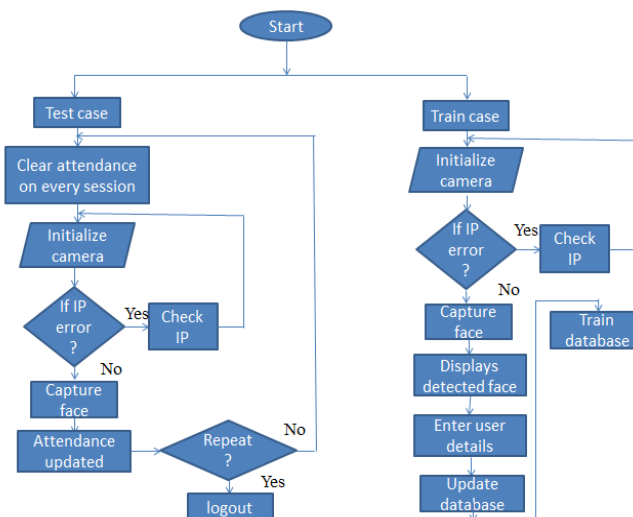 Start
Test case
Clear attendance
on every session
Initialize
camera
If IP
error
?
Yes
Check
IP
No
Capture
face
Attendance
updated
Repeat
?
No
Yes
logout
Train case
Initialize
camera
If IP
error
?
Yes
Check
IP
No
Capture
face
Displays
detected face
Enter user
details
Update
database
Train
database